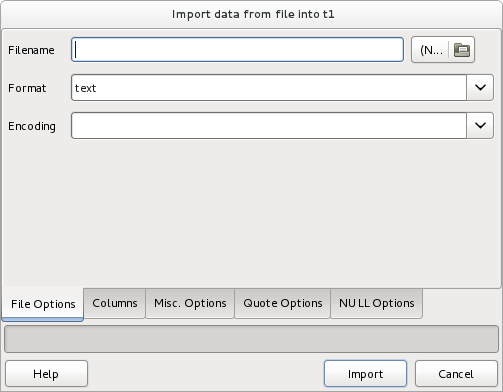 Import data from file into t1
Filename (N...
Format text
Encoding
File Options Columns Misc. Options Quote Options NULL Options
Help Import Cancel